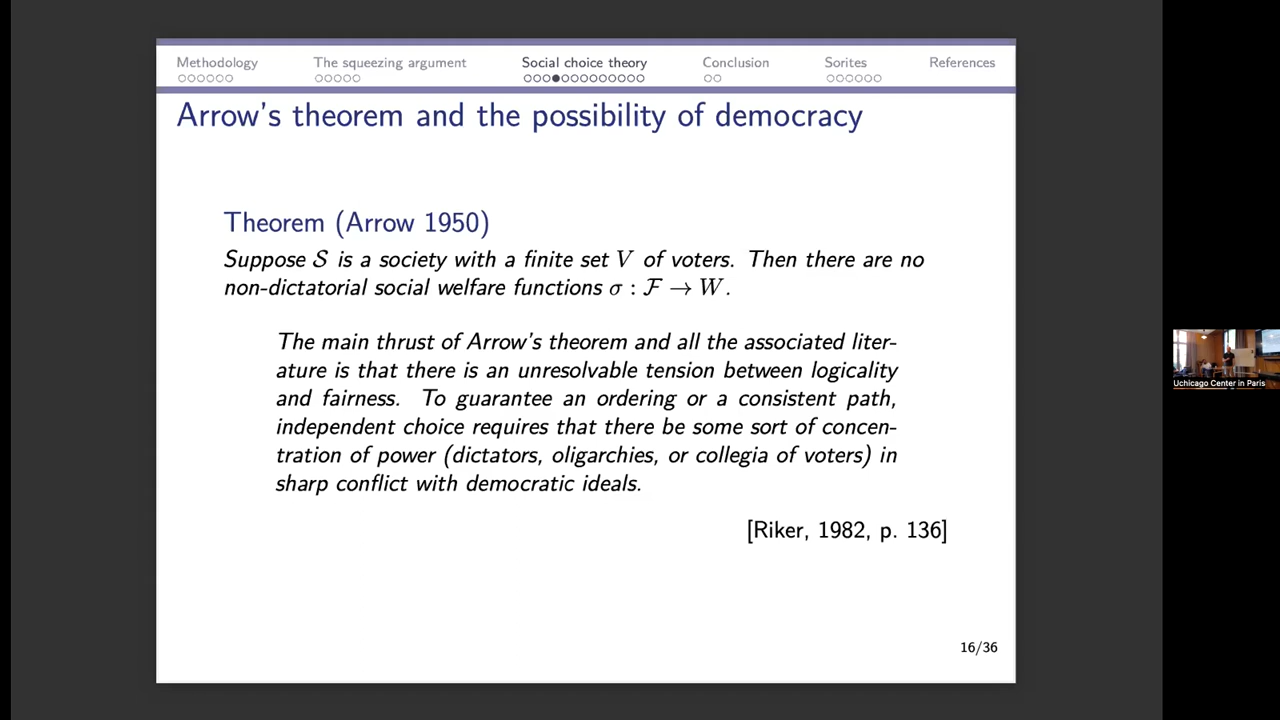 Methodology The squeezing argument Social choice theory Conclusion Sorites References
Arrow's theorem and the possibility of democracy
Theorem (Arrow 1950)
Suppose 𝒮 is a society with a finite set V of voters. Then there are no
non-dictatorial social welfare functions σ : ℱ → W.
The main thrust of Arrow's theorem and all the associated liter-
ature is that there is an unresolvable tension between logicality
and fairness. To guarantee an ordering or a consistent path,
independent choice requires that there be some sort of concen-
tration of power (dictators, oligarchies, or collegia of voters) in
sharp conflict with democratic ideals.
[Riker, 1982, p. 136]
16/36
Uchicago Center in Paris